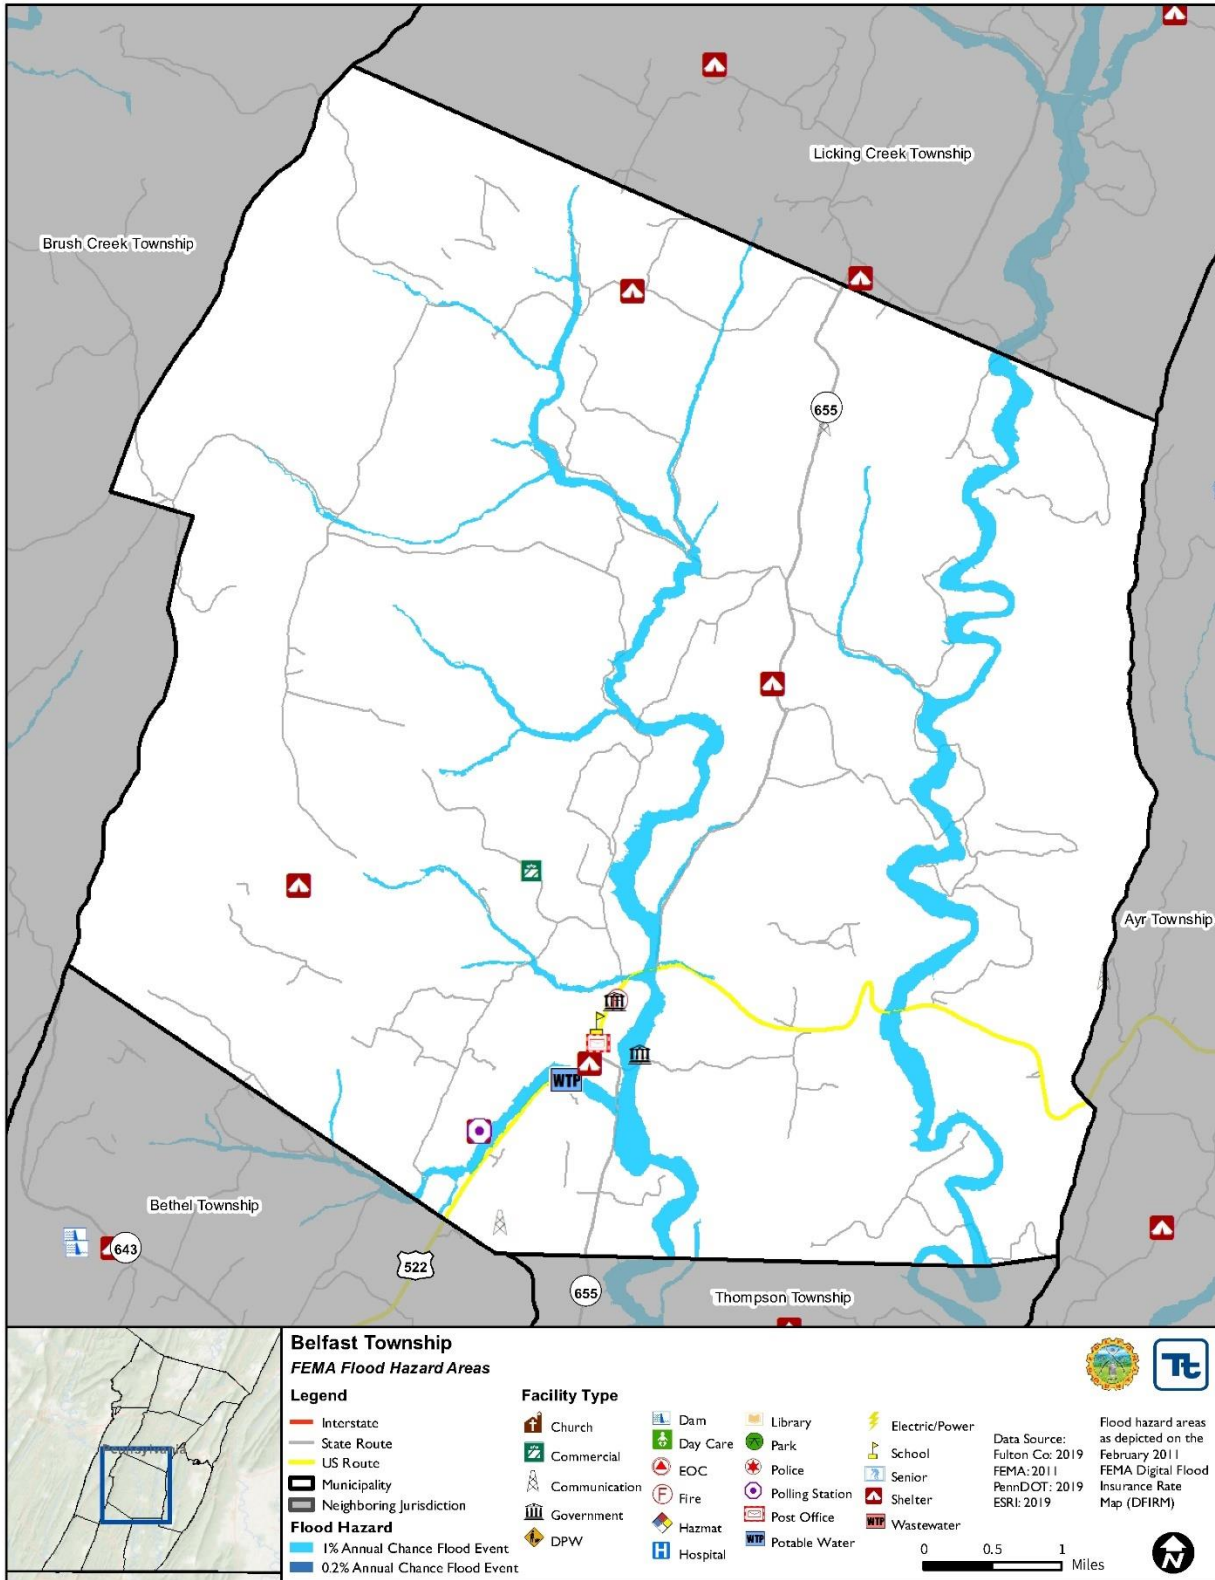 Licking Creek Township
Brush Creek Township
655
Ayr Township
WTP
Bethel Township
643
522
655
Thompson Township
Pennsylvania
Belfast Township
FEMA Flood Hazard Areas
Legend
Interstate
State Route
US Route
Municipality
Neighboring Jurisdiction
Flood Hazard
1% Annual Chance Flood Event
0.2% Annual Chance Flood Event
Facility Type
Church
Commercial
Communication
Government
DPW
Dam
Day Care
EOC
F Fire
Hazmat
H Hospital
Library
Park
Police
Polling Station
Post Office
WTP Potable Water
Electric/Power
School
Senior
Shelter
WTP Wastewater
Data Source:
Fulton Co: 2019
FEMA: 2011
PennDOT: 2019
ESRI: 2019
Flood hazard areas
as depicted on the
February 2011
FEMA Digital Flood
Insurance Rate
Map (DFIRM)
Tt
0 0.5 1
Miles
N